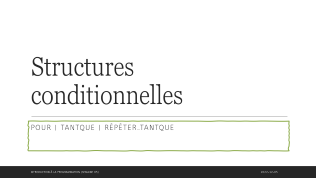 Structures
conditionnelles
POUR | TANTQUE | RÉPÉTER…TANTQUE